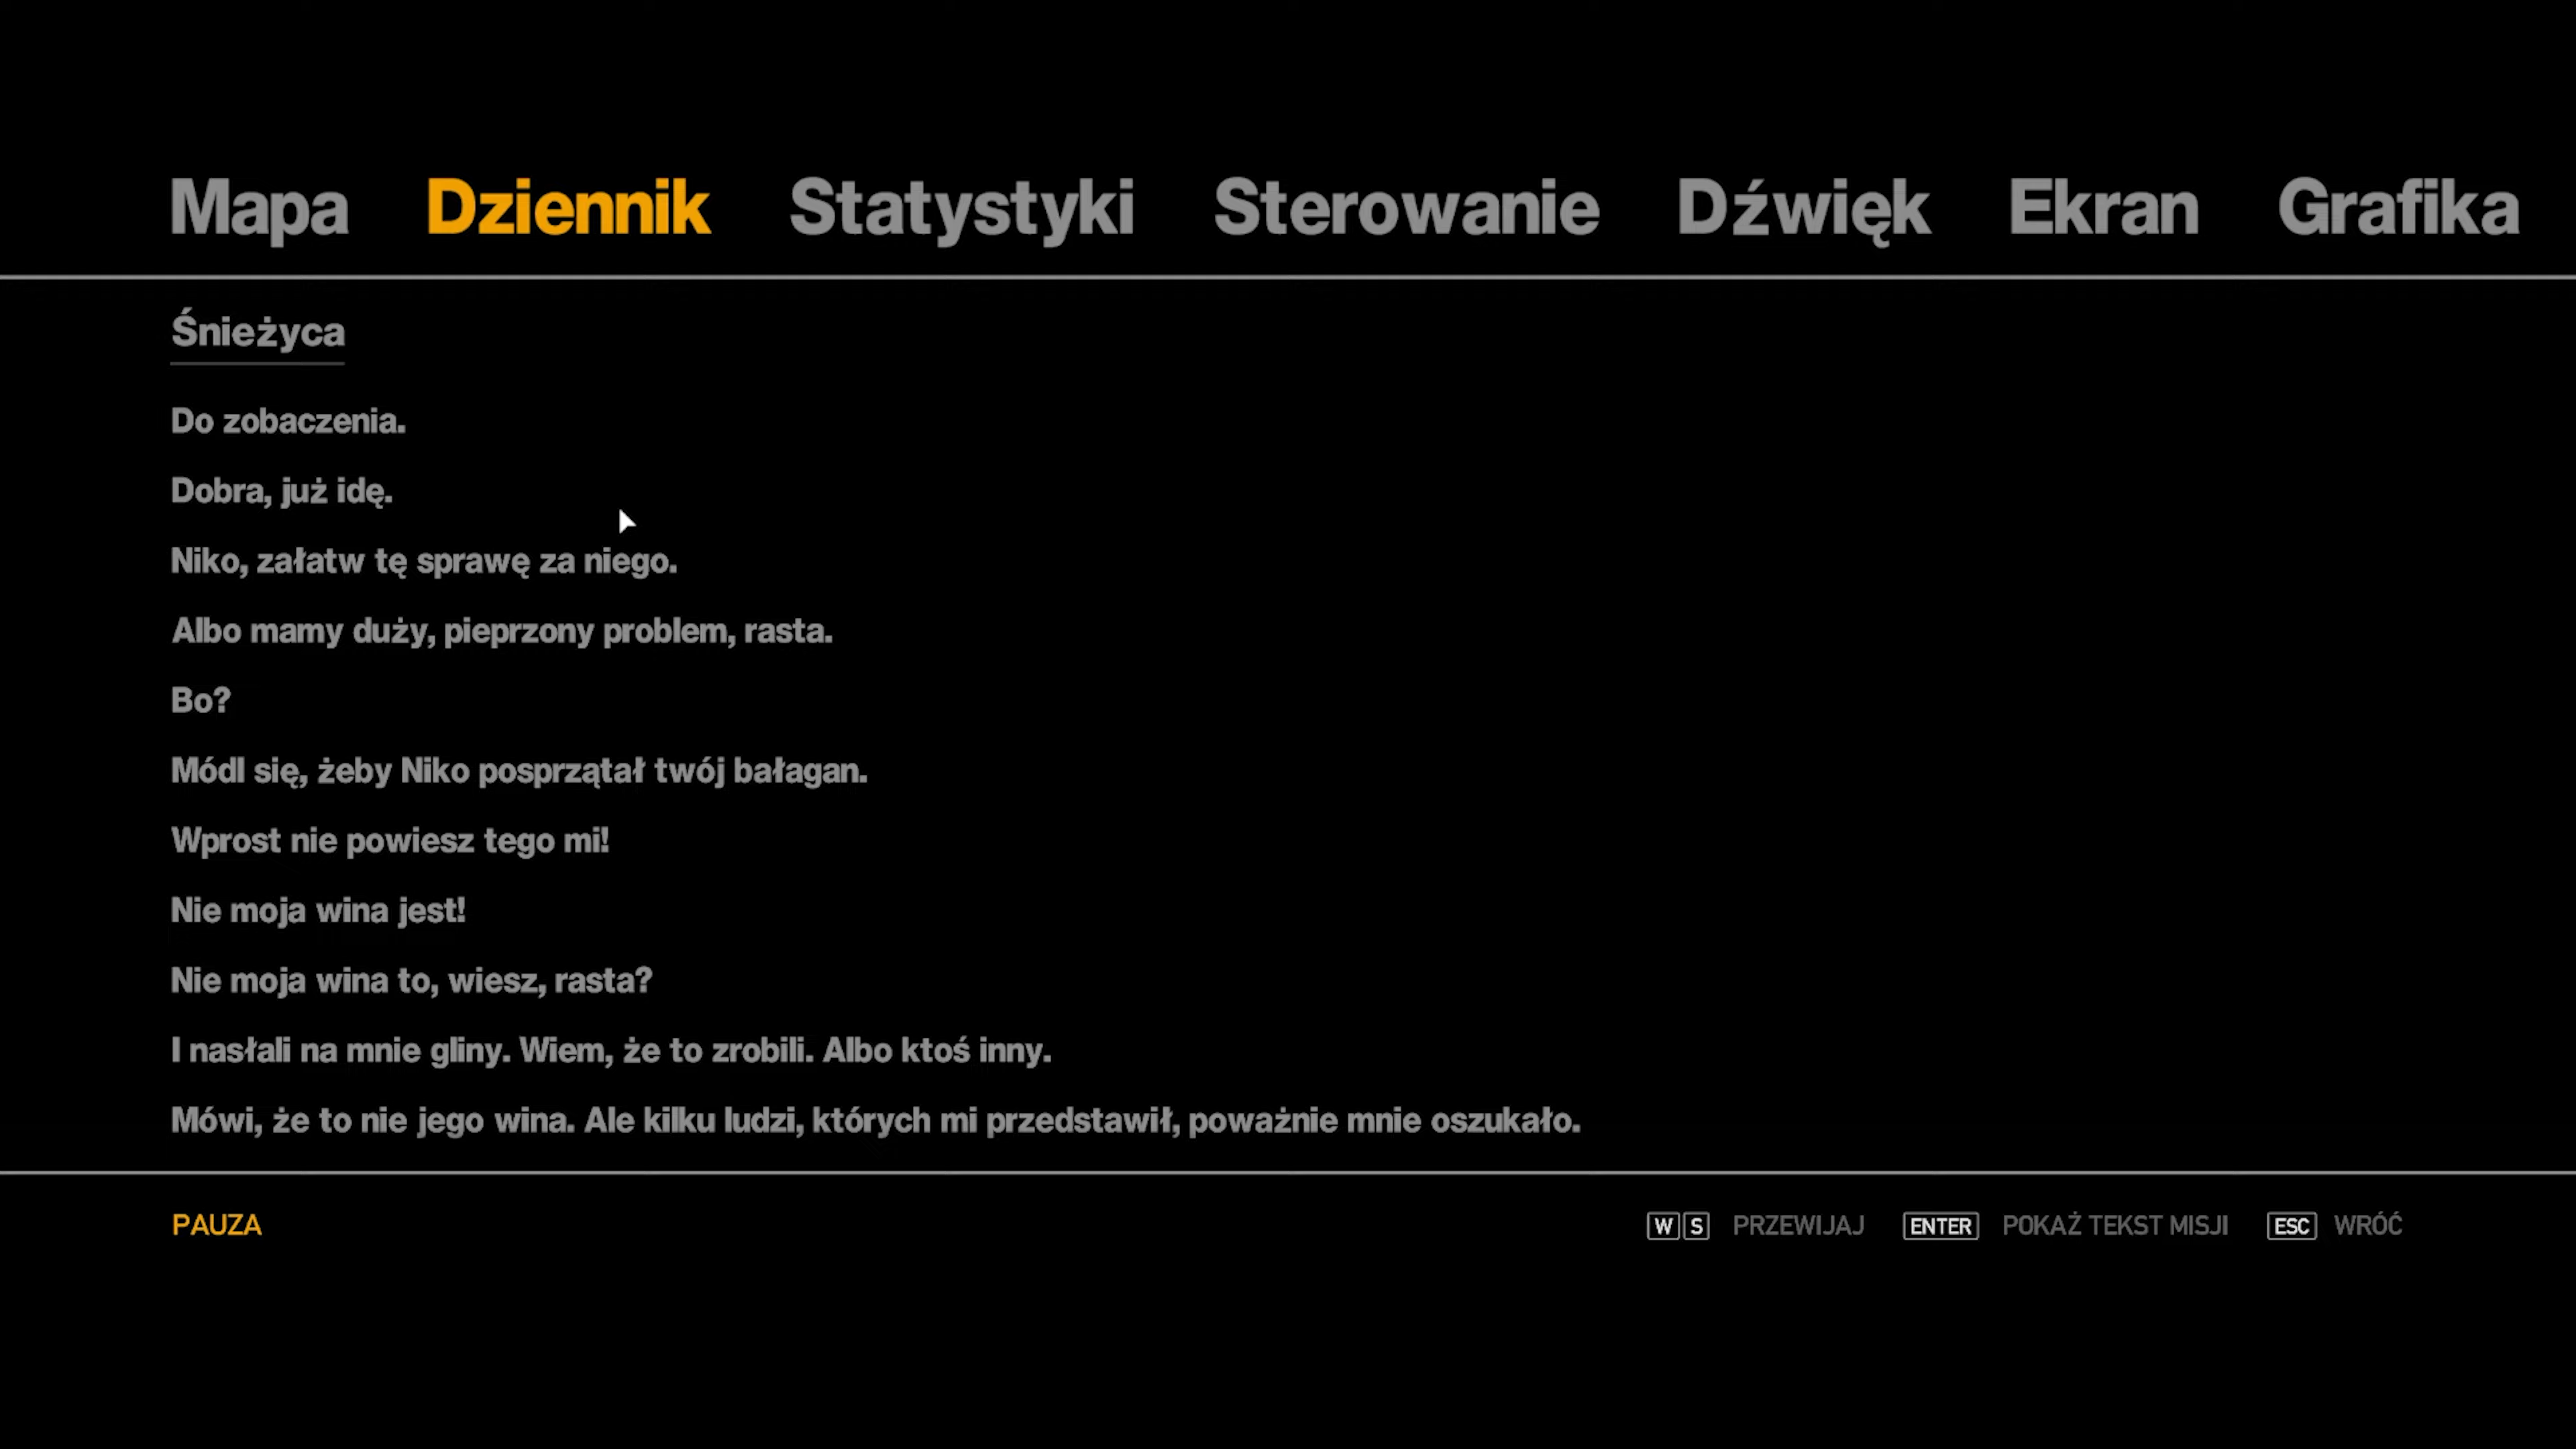 Mapa Dziennik Statystyki Sterowanie Dźwięk Ekran Grafika
Śnieżyca
Do zobaczenia.
Dobra, już idę.
Niko, załatw tę sprawę za niego.
Albo mamy duży, pieprzony problem, rasta.
Bo?
Módl się, żeby Niko posprzątał twój bałagan.
Wprost nie powiesz tego mi!
Nie moja wina jest!
Nie moja wina to, wiesz, rasta?
I nasłali na mnie gliny. Wiem, że to zrobili. Albo ktoś inny.
Mówi, że to nie jego wina. Ale kilku ludzi, których mi przedstawił, poważnie mnie oszukało.
PAUZA W S PRZEWIJAJ ENTER POKAŻ TEKST MISJI ESC WRÓĆ